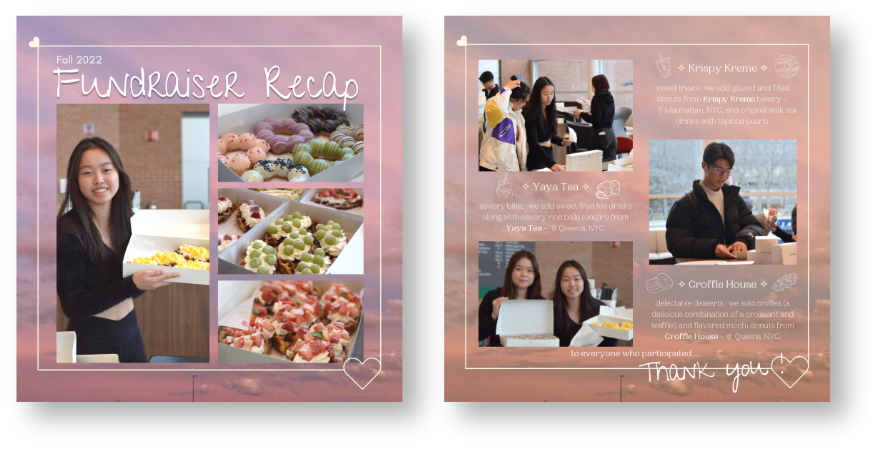 Fall 2022
Fundraiser Recap
✧ Krispy Kreme ✧
sweet treats : we sold glazed and filled
donuts from Krispy Kreme bakery -
Manhattan, NYC, and original milk tea
drinks with tapioca pearls.
✧ Yaya Tea ✧
savory bites : we sold sweet fruit tea drinks
along with savory rice balls (onigiri) from
Yaya Tea - Queens, NYC.
✧ Croffle House ✧
delectable desserts : we sold croffles (a
delicious combination of a croissant and
waffle!) and flavored mochi donuts from
Croffle House - Queens, NYC.
to everyone who participated ...
Thank you!